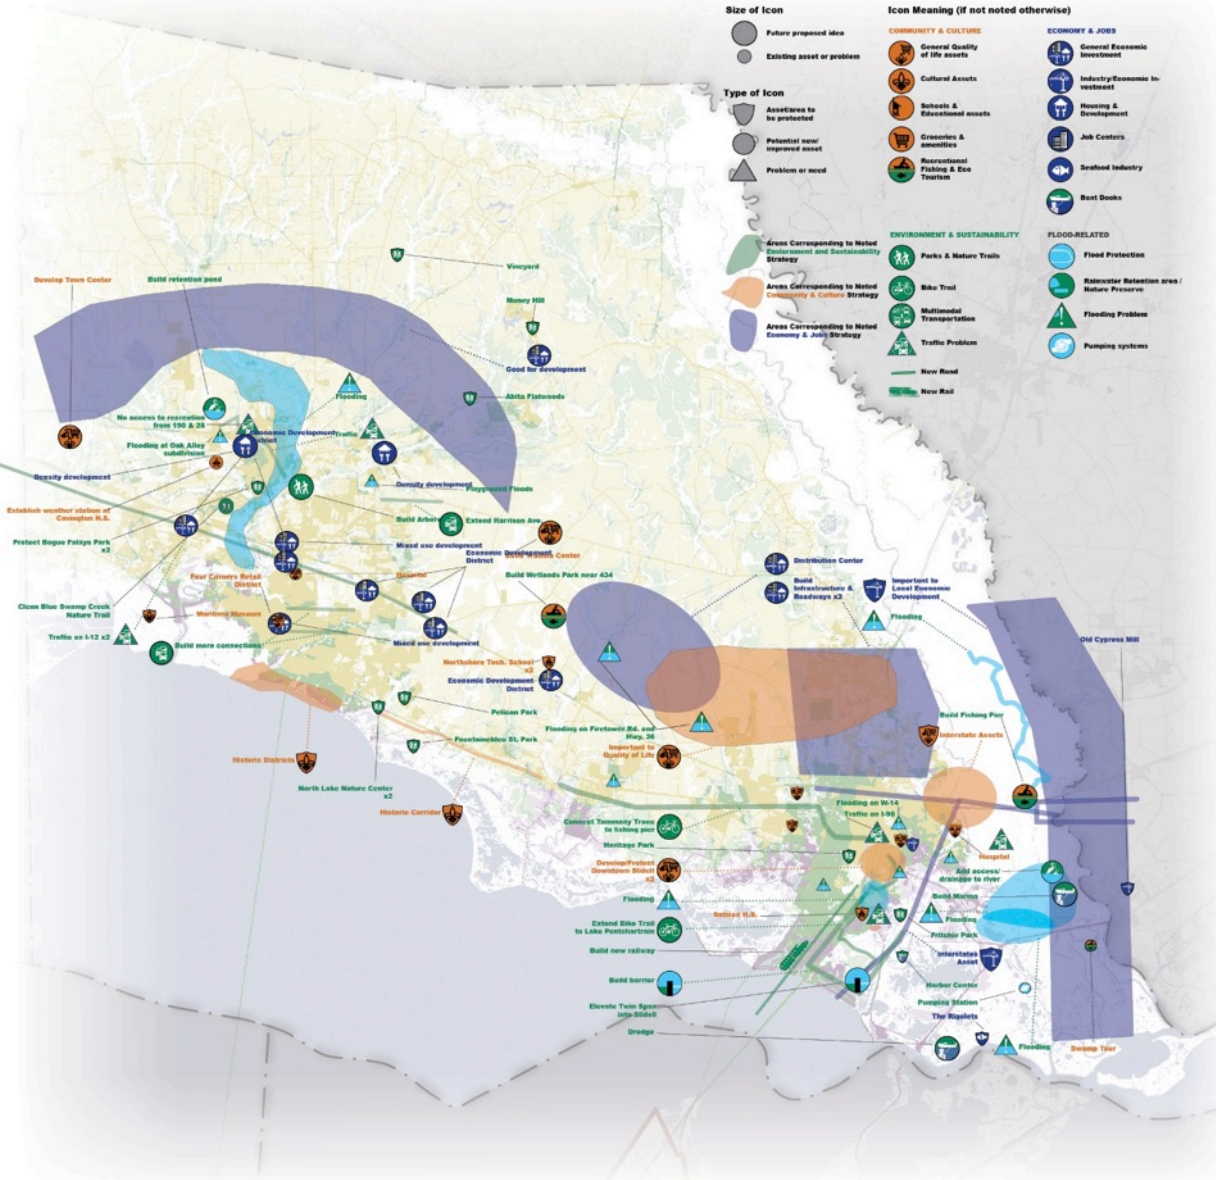 Size of Icon
Future proposed idea
Existing asset or problem
Type of Icon
Asset/area to
be protected
Potential new/
improved asset
Problem or need
Icon Meaning (if not noted otherwise)
COMMUNITY & CULTURE
General Quality
of life assets
Cultural Assets
Schools &
Educational assets
Groceries &
amenities
Recreational
Fishing & Eco
Tourism
ECONOMY & JOBS
General Economic
Investment
Industry/Economic In-
vestment
Housing &
Development
Job Centers
Seafood Industry
Boat Docks
Areas Corresponding to Noted
Environment and Sustainability
Strategy
Areas Corresponding to Noted
Community & Culture Strategy
Areas Corresponding to Noted
Economy & Jobs Strategy
ENVIRONMENT & SUSTAINABILITY
Parks & Nature Trails
Bike Trail
Multimodal
Transportation
Traffic Problem
New Road
New Rail
FLOOD-RELATED
Flood Protection
Rainwater Retention area /
Nature Preserve
Flooding Problem
Pumping systems
Develop Town Center
Build retention pond
Vineyard
Money Hill
Good for development
Abita Flatwoods
Flooding
No access to recreation
from 190 & 25
Economic Development
District
Traffic
Flooding at Oak Alley
subdivision
Density development
Density development
Playground Floods
Establish weather station at
Covington H.S.
Build Arbor
Extend Harrison Ave.
Protect Bogue Falaya Park
x2
Mixed use development
Economic Development
District
Center
Four Corners Retail
District
Hospital
Build Wetlands Park near 434
Clean Blue Swamp Creek
Nature Trail
Maritime Museum
Traffic on I-12 x2
Build more connections
Mixed use development
Distribution Center
Build
Infrastructure &
Roadways x2
Important to
Local Economic
Development
Flooding
Old Cypress Mill
Northshore Tech. School
x2
Economic Development
District
Pelican Park
Flooding on Firetower Rd. and
Hwy. 36
Build Fishing Pier
Interstate Assets
Fountainebleu St. Park
Important to
Quality of Life
Historic Districts
North Lake Nature Center
x2
Historic Corridor
Flooding on W-14
Traffic on I-90
Connect Tammany Trace
to fishing pier
Heritage Park
Hospital
Develop/Protect
Downtown Slidell
x2
Add access/
drainage to river
Build Marina
Flooding
Salmen H.S.
Flooding
Extend Bike Trail
to Lake Pontchartrain
Fritchie Park
Build new railway
Interstates
Asset
Build barrier
Harbor Center
Pumping Station
Elevate Twin Span
into Slidell
The Rigolets
Dredge
Flooding
Swamp Tour